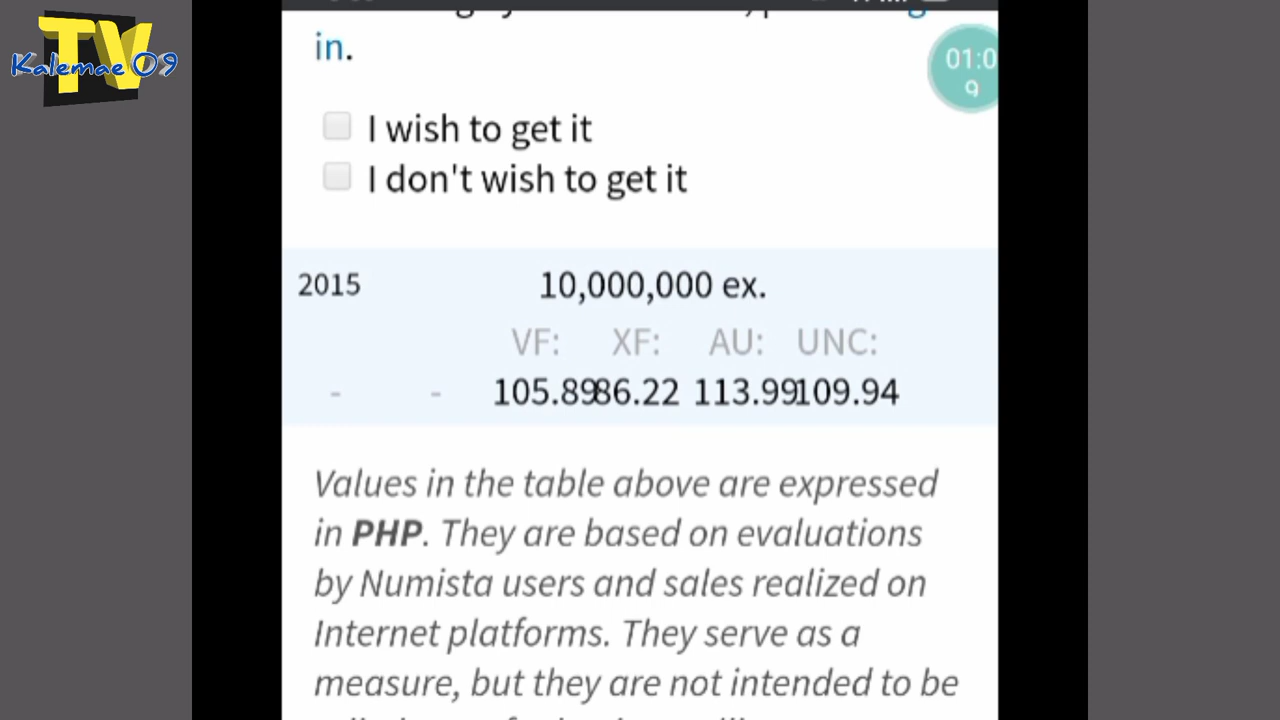 TV
Kalemae 09
in.
01:0
9
I wish to get it
I don't wish to get it
2015 10,000,000 ex.
VF: XF: AU: UNC:
- - 105.89 86.22 113.99 109.94
Values in the table above are expressed
in PHP. They are based on evaluations
by Numista users and sales realized on
Internet platforms. They serve as a
measure, but they are not intended to be